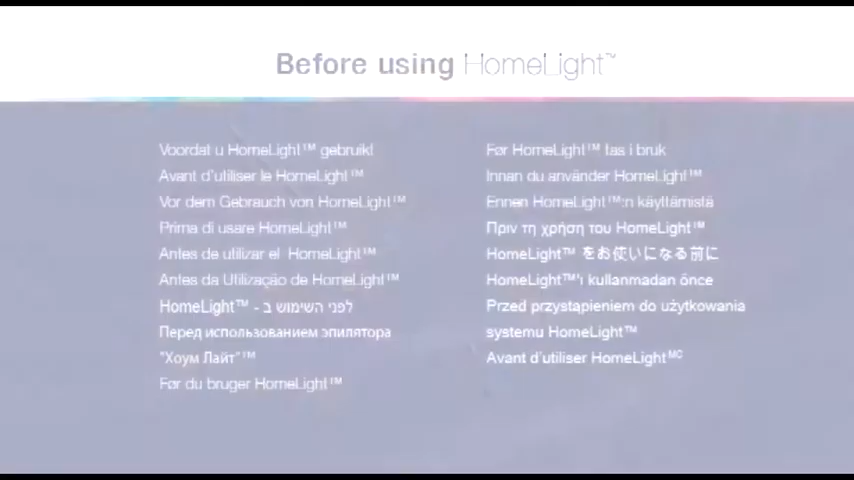 Before using HomeLight™
Voordat u HomeLight™ gebruikt
Avant d'utiliser le HomeLight™
Vor dem Gebrauch von HomeLight™
Prima di usare HomeLight™
Antes de utilizar el HomeLight™
Antes da Utilização de HomeLight™
HomeLight™ - לפני השימוש ב
Перед использованием эпилятора
"Хоум Лайт"™
Før du bruger HomeLight™
Før HomeLight™ tas i bruk
Innan du använder HomeLight™
Ennen HomeLight™:n käyttämistä
Πριν τη χρήση του HomeLight™
HomeLight™ をお使いになる前に
HomeLight™'ı kullanmadan önce
Przed przystąpieniem do użytkowania
systemu HomeLight™
Avant d'utiliser HomeLight MC